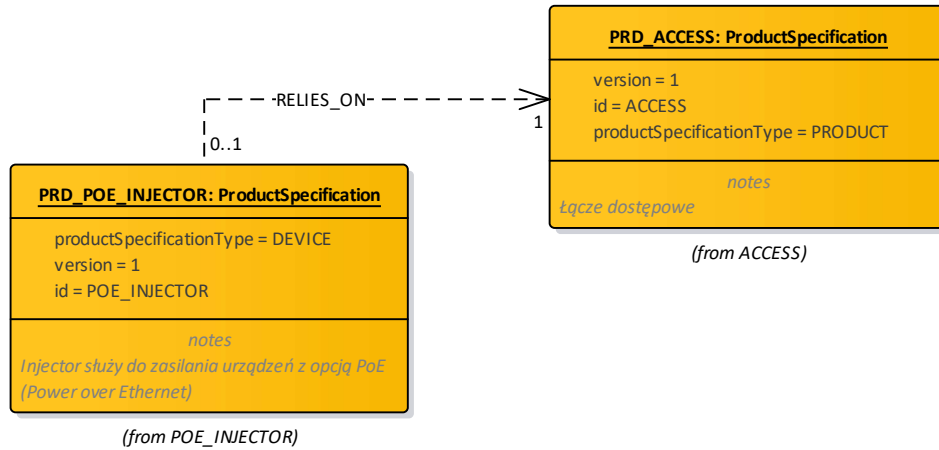 PRD_ACCESS: ProductSpecification
version = 1
id = ACCESS
productSpecificationType = PRODUCT
notes
Łącze dostępowe
(from ACCESS)
RELIES_ON
1
0..1
PRD_POE_INJECTOR: ProductSpecification
productSpecificationType = DEVICE
version = 1
id = POE_INJECTOR
notes
Injector służy do zasilania urządzeń z opcją PoE
(Power over Ethernet)
(from POE_INJECTOR)